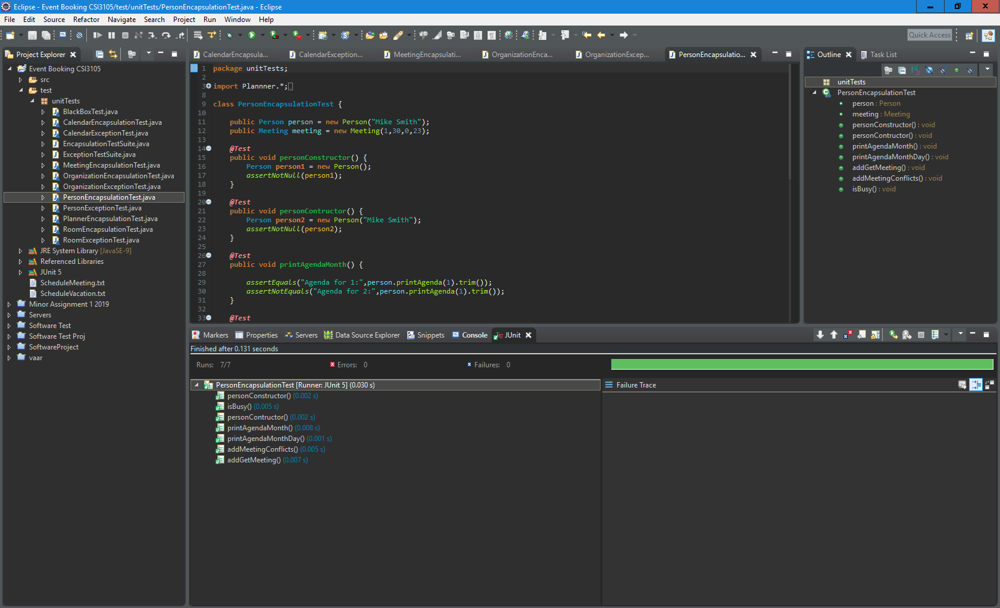 Eclipse - Event Booking CSI3105/test/unitTests/PersonEncapsulationTest.java - Eclipse
File Edit Source Refactor Navigate Search Project Run Window Help
Quick Access
Project Explorer
Event Booking CSI3105
src
test
unitTests
BlackBoxTest.java
CalendarEncapsulationTest.java
CalendarExceptionTest.java
EncapsulationTestSuite.java
ExceptionTestSuite.java
MeetingEncapsulationTest.java
OrganizationEncapsulationTest.java
OrganizationExceptionTest.java
PersonEncapsulationTest.java
PersonExceptionTest.java
PlannerEncapsulationTest.java
RoomEncapsulationTest.java
RoomExceptionTest.java
JRE System Library [JavaSE-9]
Referenced Libraries
JUnit 5
ScheduleMeeting.txt
ScheduleVacation.txt
Minor Assignment 1 2019
Servers
Software Test
Software Test Proj
SoftwareProject
vaar
CalendarEncapsula... CalendarException... MeetingEncapsulati... OrganizationEnca... OrganizationExcep... PersonEncapsulatio...
1 package unitTests;
2
3 import Plannner.*;
8
9 class PersonEncapsulationTest {
10
11 public Person person = new Person("Mike Smith");
12 public Meeting meeting = new Meeting(1,30,0,23);
13
14 @Test
15 public void personConstructor() {
16 Person person1 = new Person();
17 assertNotNull(person1);
18 }
19
20 @Test
21 public void personContructor() {
22 Person person2 = new Person("Mike Smith");
23 assertNotNull(person2);
24 }
25
26 @Test
27 public void printAgendaMonth() {
28
29 assertEquals("Agenda for 1:",person.printAgenda(1).trim());
30 assertNotEquals("Agenda for 2:",person.printAgenda(1).trim());
31 }
32
33 @Test
Outline Task List
unitTests
PersonEncapsulationTest
person : Person
meeting : Meeting
personConstructor() : void
personContructor() : void
printAgendaMonth() : void
printAgendaMonthDay() : void
addGetMeeting() : void
addMeetingConflicts() : void
isBusy() : void
Markers Properties Servers Data Source Explorer Snippets Console JUnit
Finished after 0.131 seconds
Runs: 7/7 Errors: 0 Failures: 0
PersonEncapsulationTest [Runner: JUnit 5] (0.030 s)
personConstructor() (0.002 s)
isBusy() (0.005 s)
personContructor() (0.002 s)
printAgendaMonth() (0.008 s)
printAgendaMonthDay() (0.001 s)
addMeetingConflicts() (0.005 s)
addGetMeeting() (0.007 s)
Failure Trace